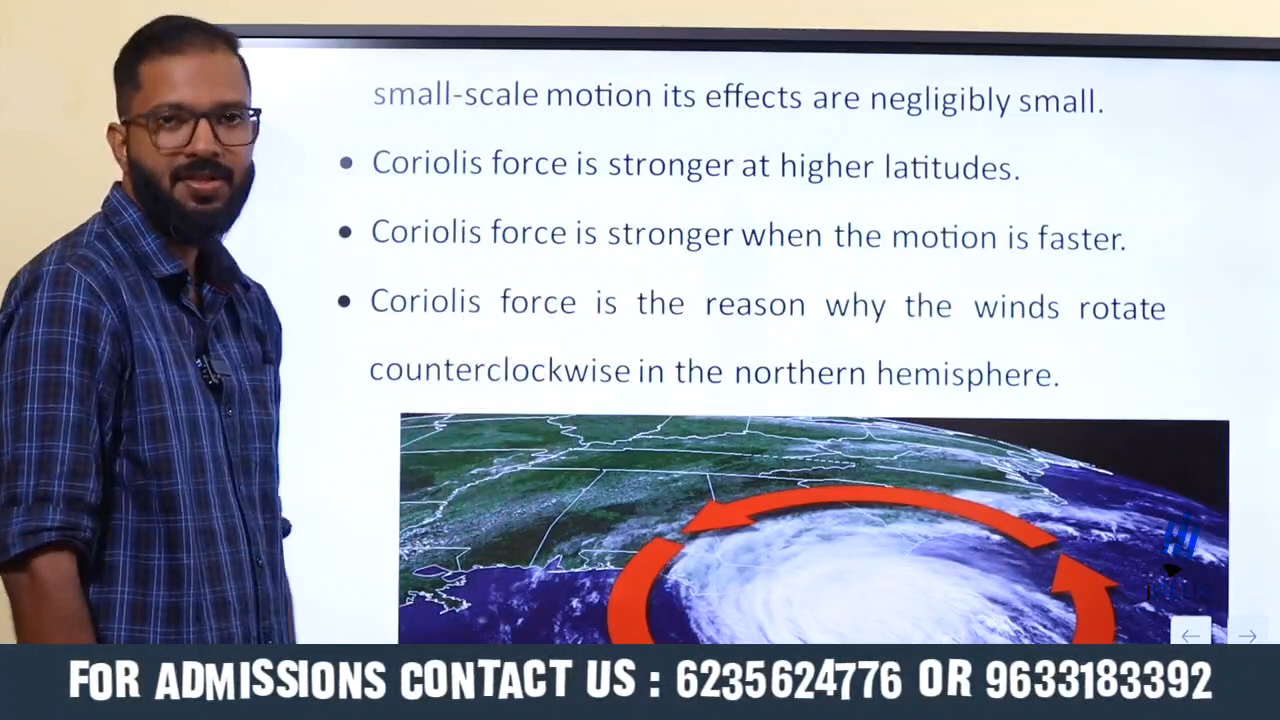 small-scale motion its effects are negligibly small.
• Coriolis force is stronger at higher latitudes.
• Coriolis force is stronger when the motion is faster.
• Coriolis force is the reason why the winds rotate
counterclockwise in the northern hemisphere.
FOR ADMISSIONS CONTACT US : 6235624776 OR 9633183392